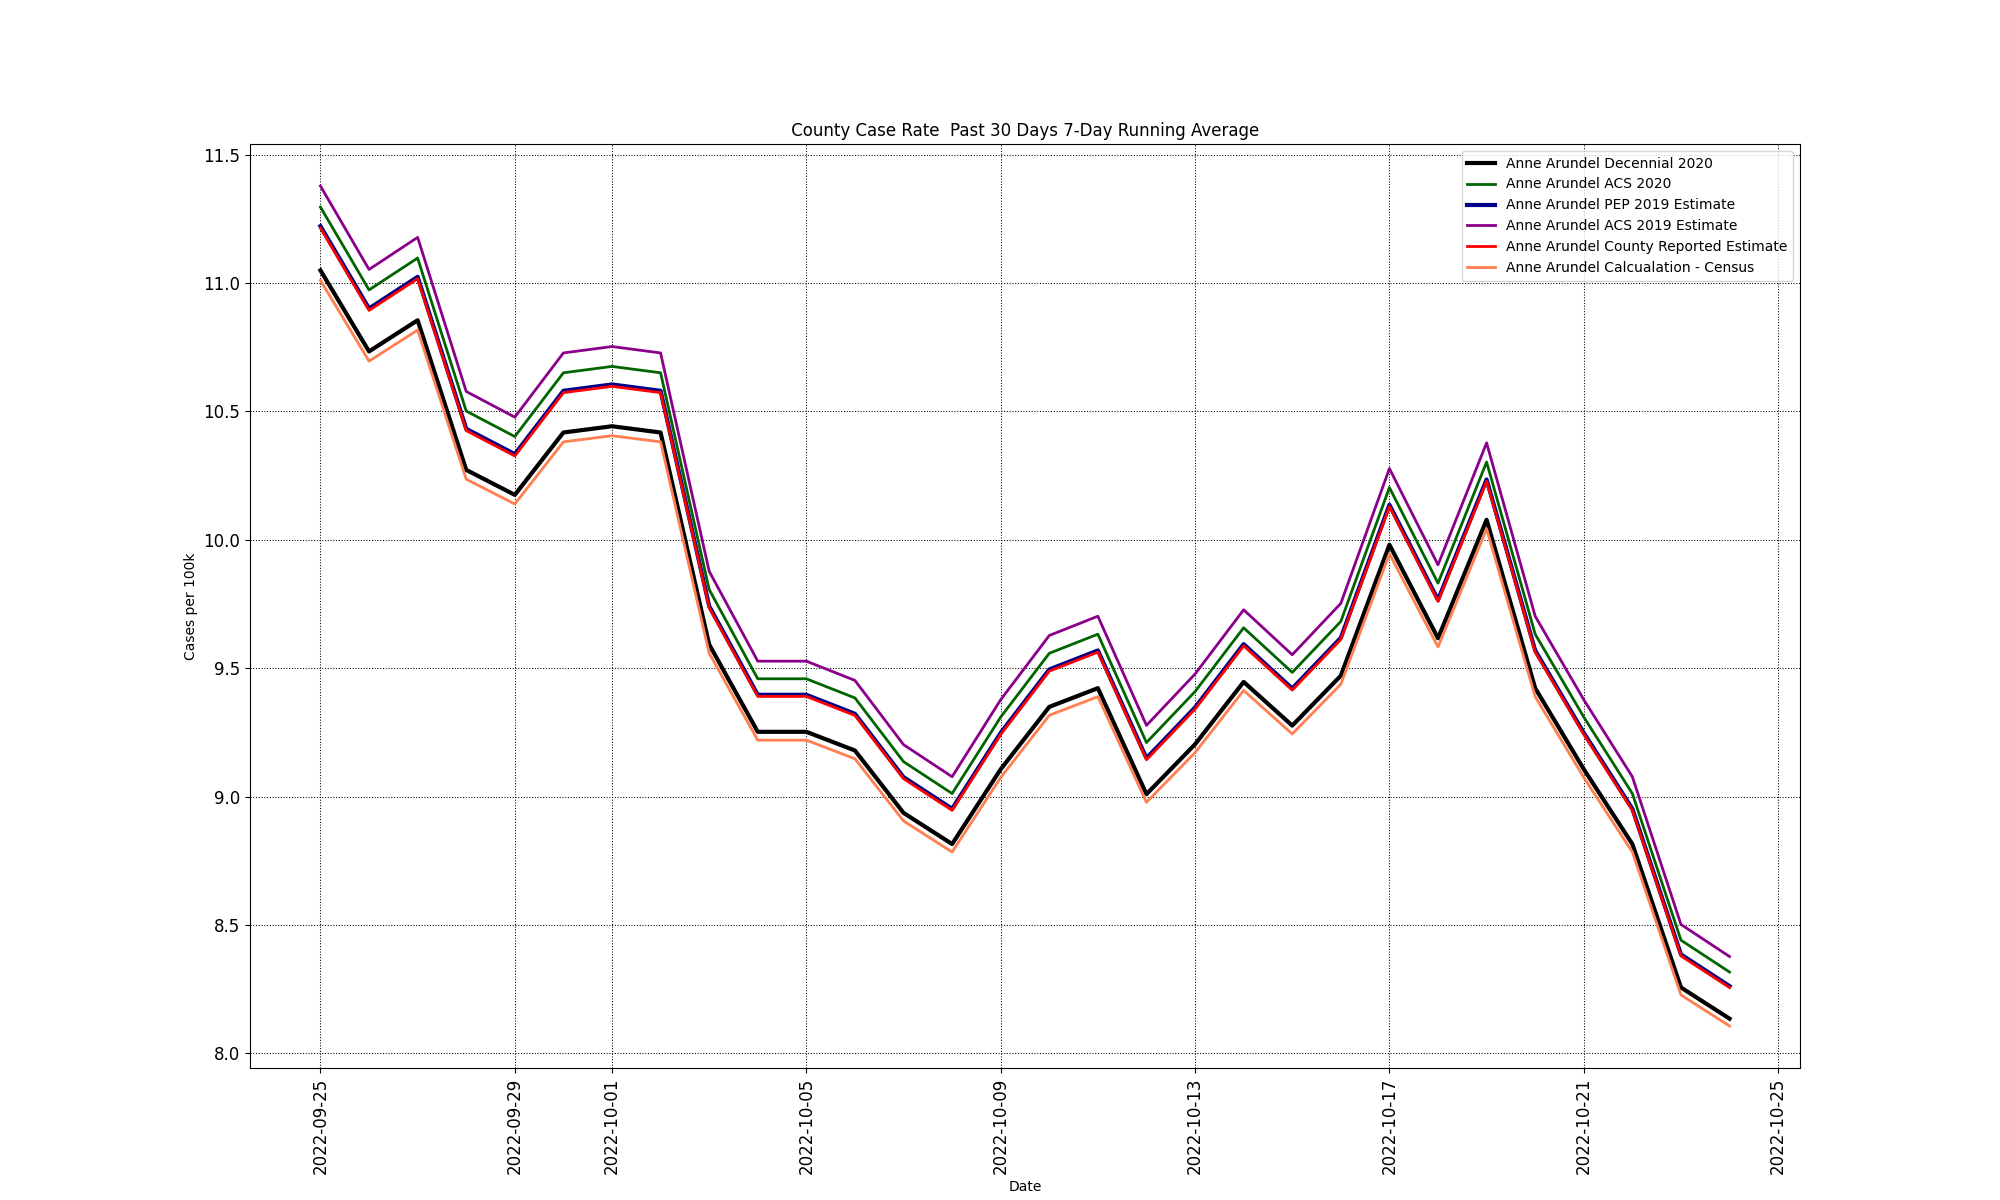 County Case Rate  Past 30 Days 7-Day Running Average
Anne Arundel Decennial 2020
Anne Arundel ACS 2020
Anne Arundel PEP 2019 Estimate
Anne Arundel ACS 2019 Estimate
Anne Arundel County Reported Estimate
Anne Arundel Calcualation - Census
Cases per 100k
11.5
11.0
10.5
10.0
9.5
9.0
8.5
8.0
2022-09-25
2022-09-29
2022-10-01
2022-10-05
2022-10-09
2022-10-13
2022-10-17
2022-10-21
2022-10-25
Date